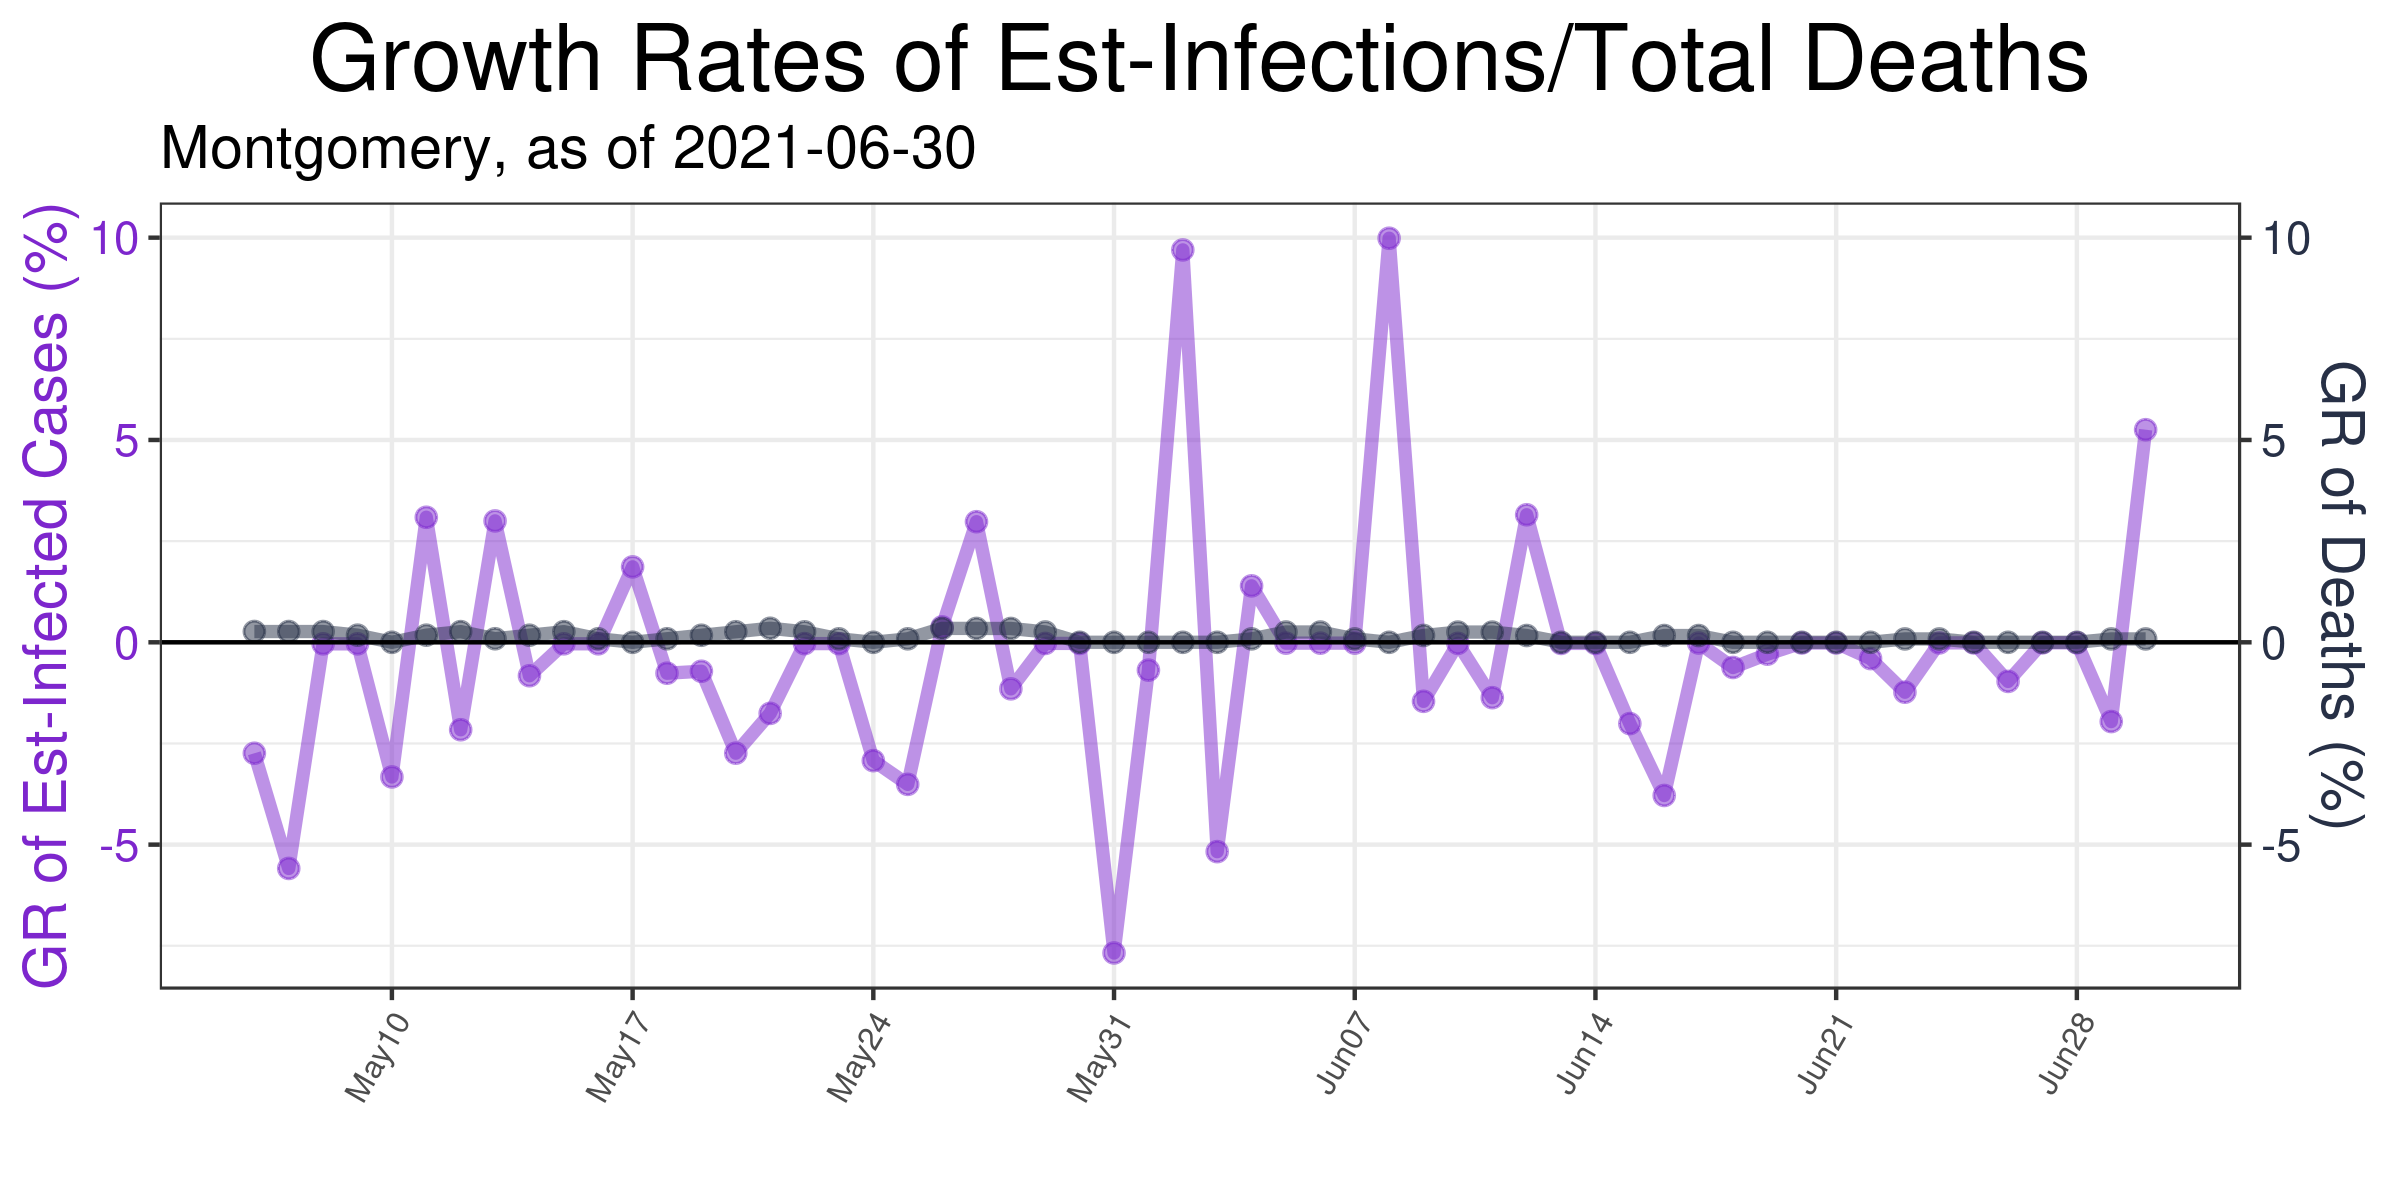 Growth Rates of Est-Infections/Total Deaths
Montgomery, as of 2021-06-30
GR of Est-Infected Cases (%)
10
5
0
-5
10
5
0
-5
GR of Deaths (%)
May10
May17
May24
May31
Jun07
Jun14
Jun21
Jun28